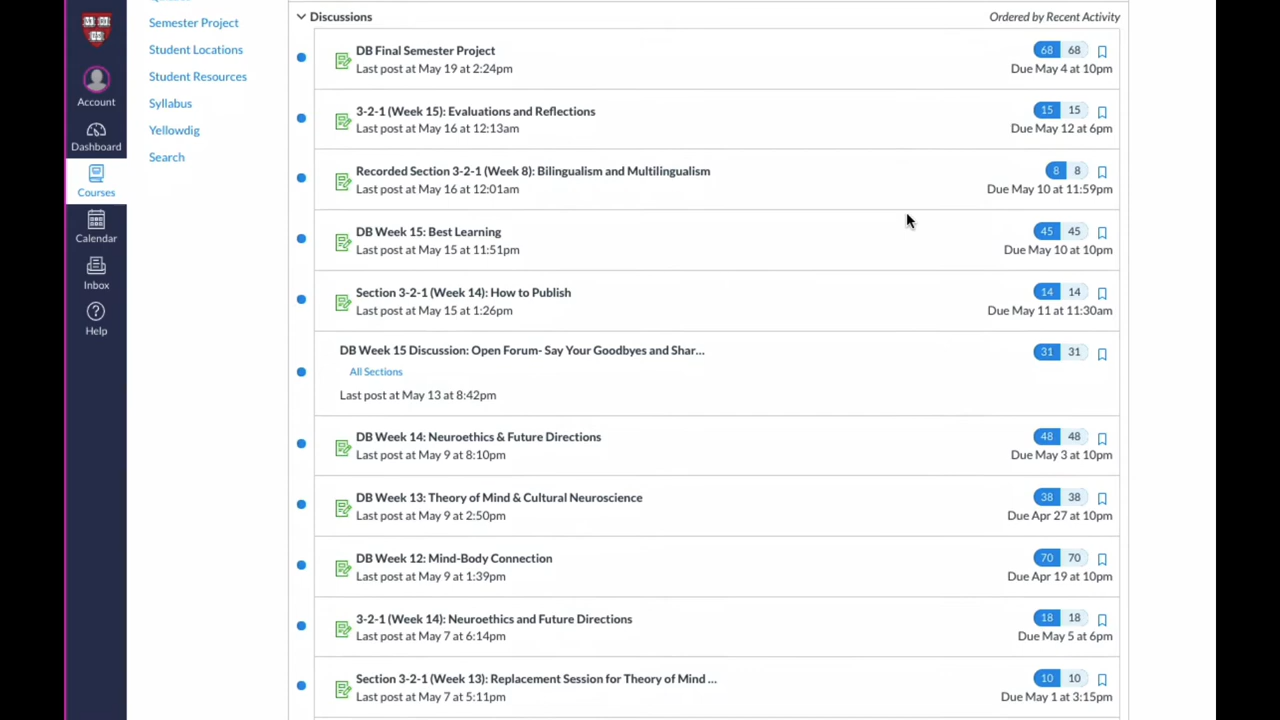 Semester Project
Student Locations
Student Resources
Syllabus
Yellowdig
Search
Account
Dashboard
Courses
Calendar
Inbox
Help
Discussions
Ordered by Recent Activity
DB Final Semester Project
68 68
Last post at May 19 at 2:24pm
Due May 4 at 10pm
3-2-1 (Week 15): Evaluations and Reflections
15 15
Last post at May 16 at 12:13am
Due May 12 at 6pm
Recorded Section 3-2-1 (Week 8): Bilingualism and Multilingualism
8 8
Last post at May 16 at 12:01am
Due May 10 at 11:59pm
DB Week 15: Best Learning
45 45
Last post at May 15 at 11:51pm
Due May 10 at 10pm
Section 3-2-1 (Week 14): How to Publish
14 14
Last post at May 15 at 1:26pm
Due May 11 at 11:30am
DB Week 15 Discussion: Open Forum- Say Your Goodbyes and Shar...
31 31
All Sections
Last post at May 13 at 8:42pm
DB Week 14: Neuroethics & Future Directions
48 48
Last post at May 9 at 8:10pm
Due May 3 at 10pm
DB Week 13: Theory of Mind & Cultural Neuroscience
38 38
Last post at May 9 at 2:50pm
Due Apr 27 at 10pm
DB Week 12: Mind-Body Connection
70 70
Last post at May 9 at 1:39pm
Due Apr 19 at 10pm
3-2-1 (Week 14): Neuroethics and Future Directions
18 18
Last post at May 7 at 6:14pm
Due May 5 at 6pm
Section 3-2-1 (Week 13): Replacement Session for Theory of Mind ...
10 10
Last post at May 7 at 5:11pm
Due May 1 at 3:15pm